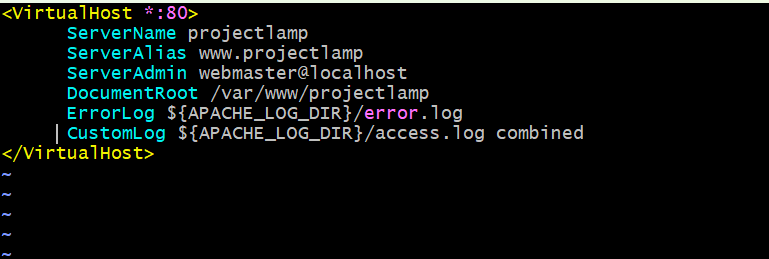 <VirtualHost *:80>
ServerName projectlamp
ServerAlias www.projectlamp
ServerAdmin webmaster@localhost
DocumentRoot /var/www/projectlamp
ErrorLog ${APACHE_LOG_DIR}/error.log
CustomLog ${APACHE_LOG_DIR}/access.log combined
</VirtualHost>
~
~
~
~
~